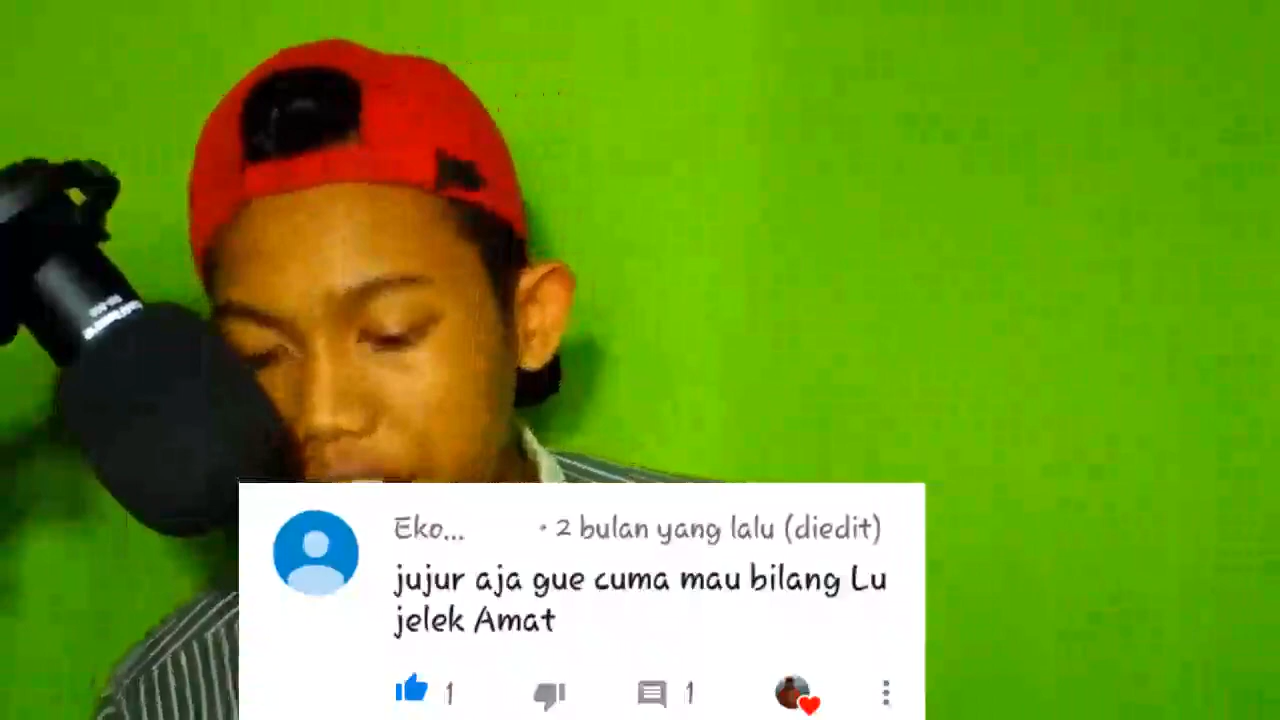 Eko... • 2 bulan yang lalu (diedit)
jujur aja gue cuma mau bilang Lu
jelek Amat
1 1